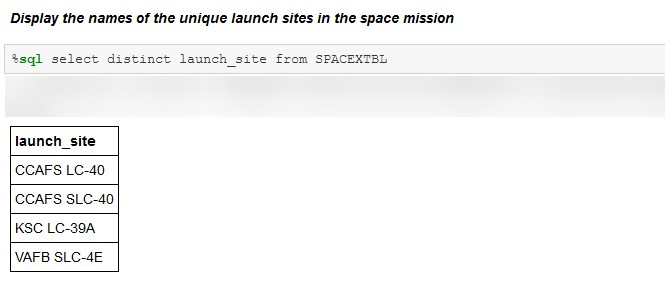 Display the names of the unique launch sites in the space mission
%sql select distinct launch_site from SPACEXTBL
launch_site
CCAFS LC-40
CCAFS SLC-40
KSC LC-39A
VAFB SLC-4E